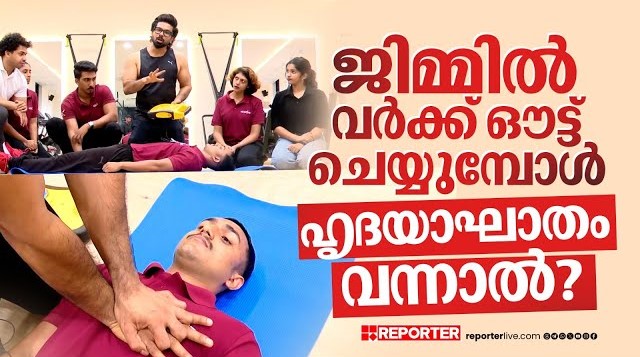 ജിമ്മിൽ
വർക്ക് ഔട്ട്
ചെയ്യുമ്പോൾ
ഹൃദയാഘാതം
വന്നാൽ?
REPORTER reporterlive.com